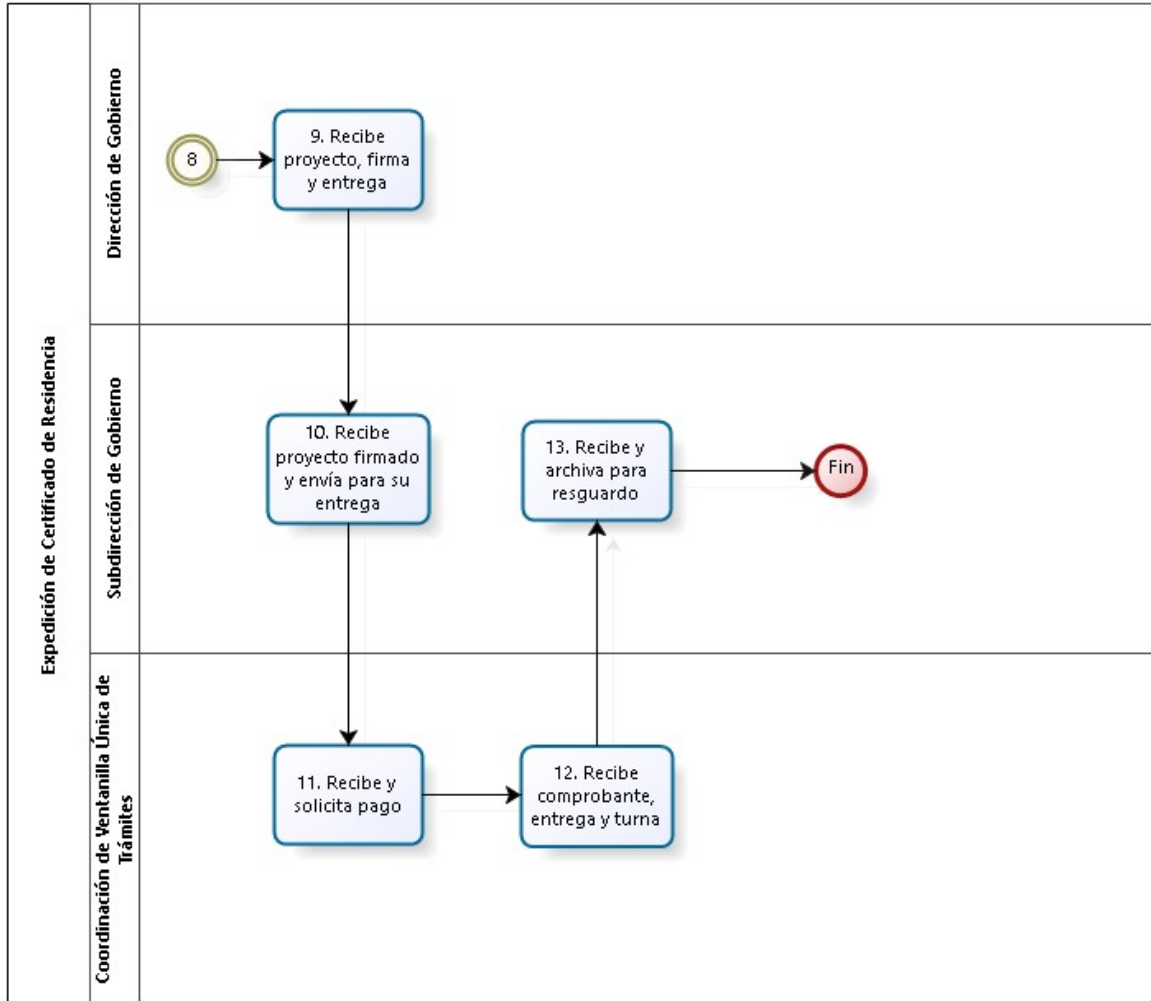 Expedición de Certificado de Residencia
Dirección de Gobierno
8
9. Recibe
proyecto, firma
y entrega
Subdirección de Gobierno
10. Recibe
proyecto firmado
y envía para su
entrega
13. Recibe y
archiva para
resguardo
Fin
Coordinación de Ventanilla Única de
Trámites
11. Recibe y
solicita pago
12. Recibe
comprobante,
entrega y turna